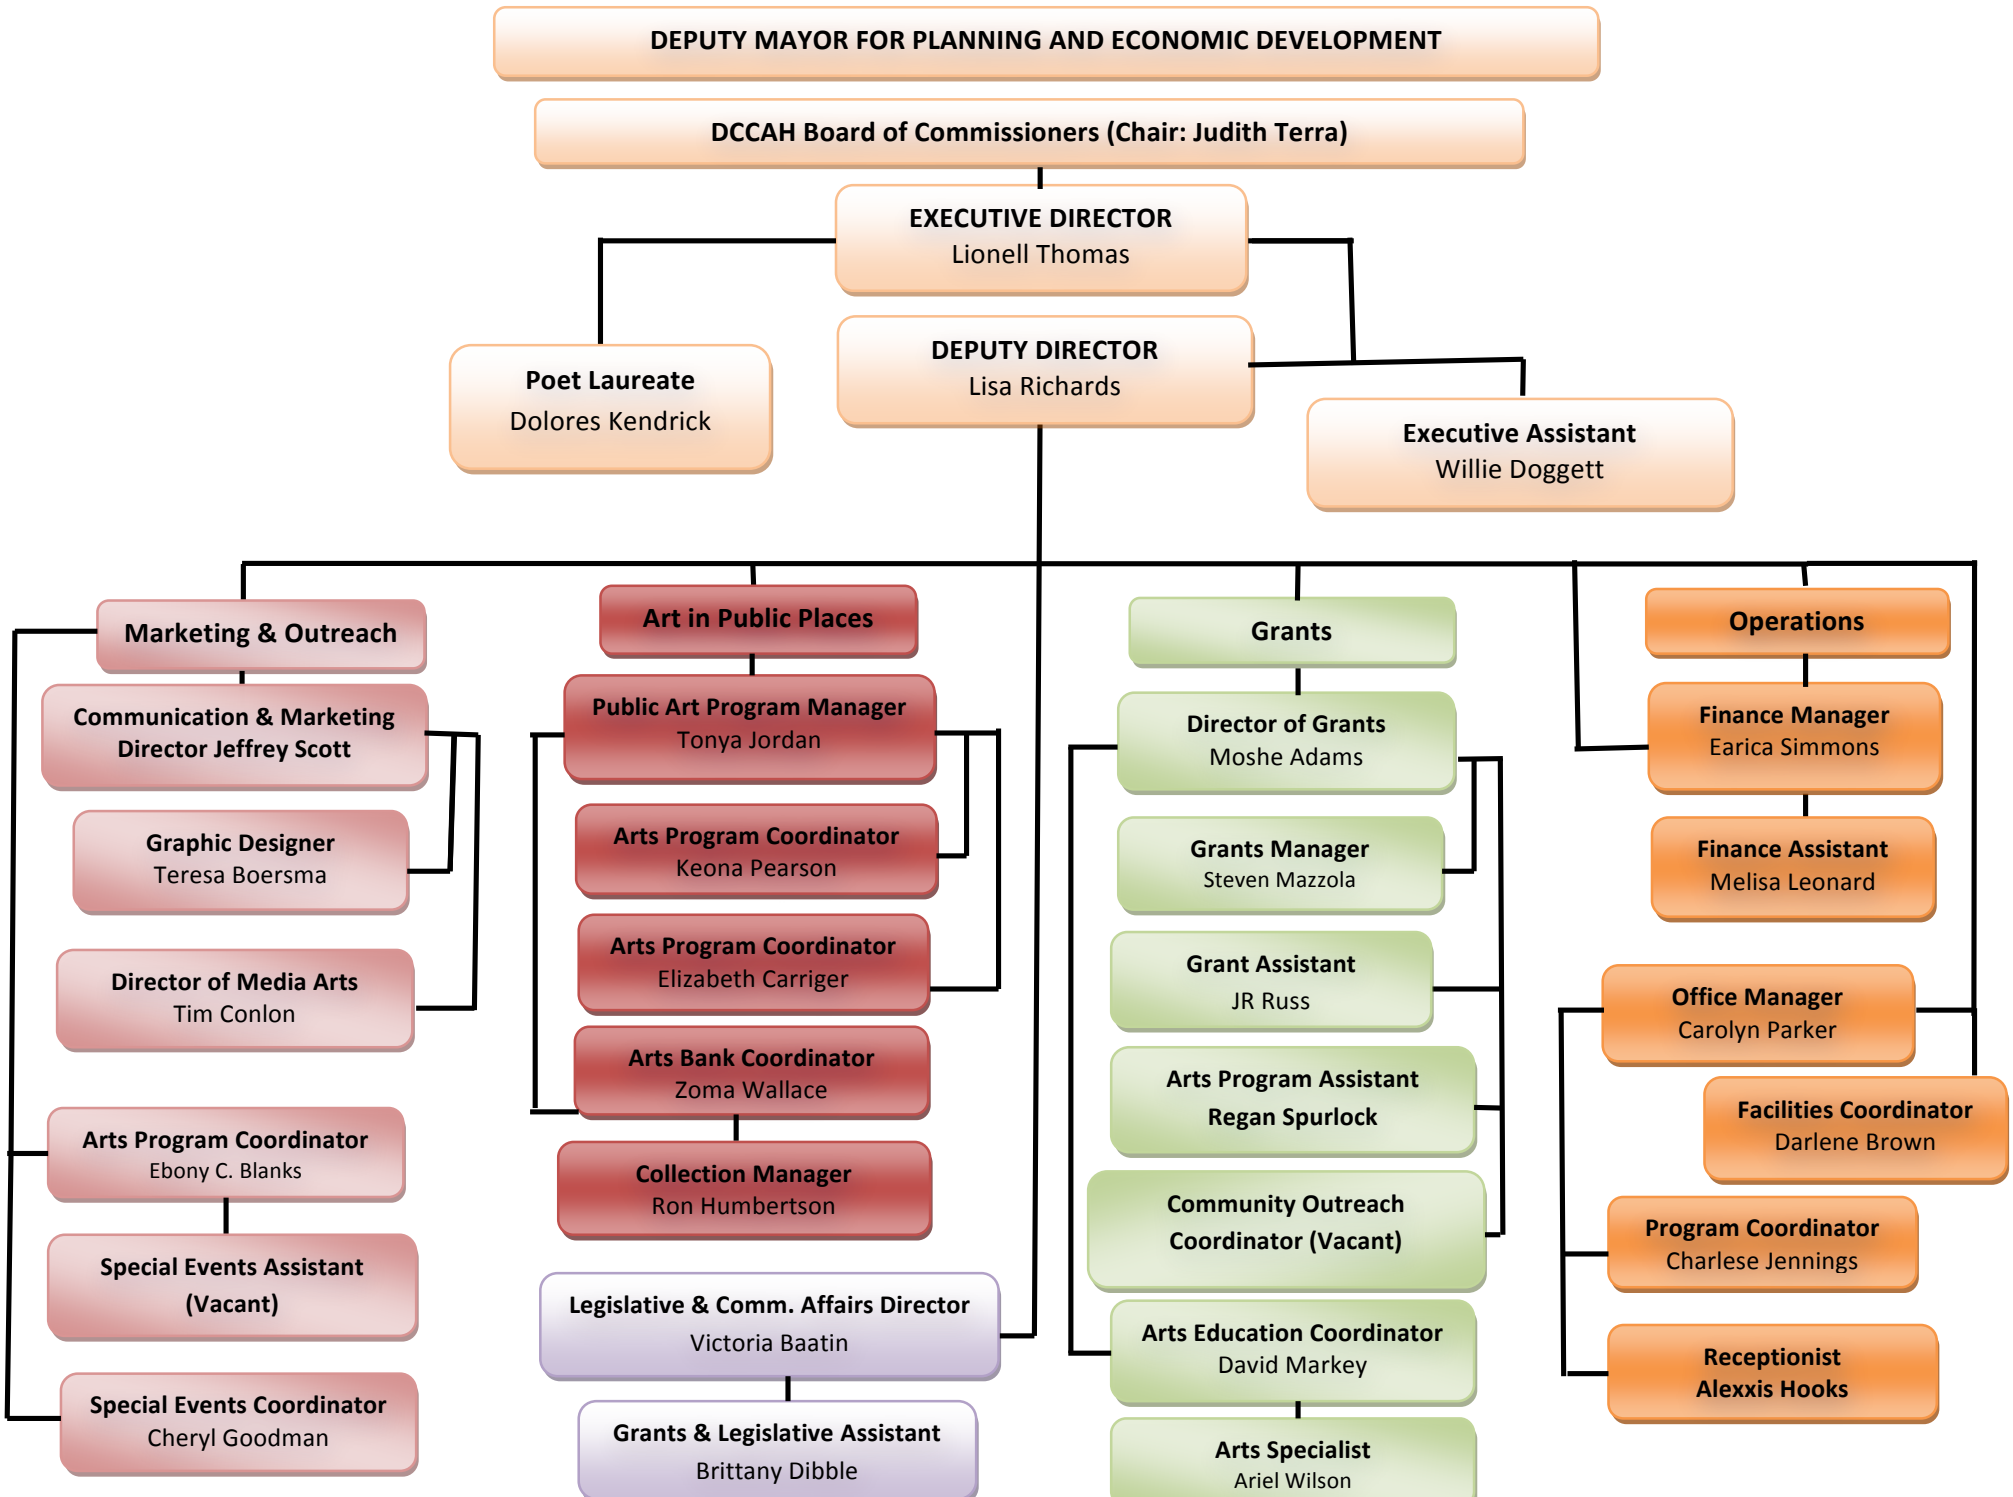 DEPUTY MAYOR FOR PLANNING AND ECONOMIC DEVELOPMENT
DCCAH Board of Commissioners (Chair: Judith Terra)
EXECUTIVE DIRECTOR
Lionell Thomas
DEPUTY DIRECTOR
Lisa Richards
Poet Laureate
Dolores Kendrick
Executive Assistant
Willie Doggett
Marketing & Outreach
Communication & Marketing
Director Jeffrey Scott
Graphic Designer
Teresa Boersma
Director of Media Arts
Tim Conlon
Arts Program Coordinator
Ebony C. Blanks
Special Events Assistant
(Vacant)
Special Events Coordinator
Cheryl Goodman
Art in Public Places
Public Art Program Manager
Tonya Jordan
Arts Program Coordinator
Keona Pearson
Arts Program Coordinator
Elizabeth Carriger
Arts Bank Coordinator
Zoma Wallace
Collection Manager
Ron Humbertson
Legislative & Comm. Affairs Director
Victoria Baatin
Grants & Legislative Assistant
Brittany Dibble
Grants
Director of Grants
Moshe Adams
Grants Manager
Steven Mazzola
Grant Assistant
JR Russ
Arts Program Assistant
Regan Spurlock
Community Outreach
Coordinator (Vacant)
Arts Education Coordinator
David Markey
Arts Specialist
Ariel Wilson
Operations
Finance Manager
Earica Simmons
Finance Assistant
Melisa Leonard
Office Manager
Carolyn Parker
Facilities Coordinator
Darlene Brown
Program Coordinator
Charlese Jennings
Receptionist
Alexxis Hooks